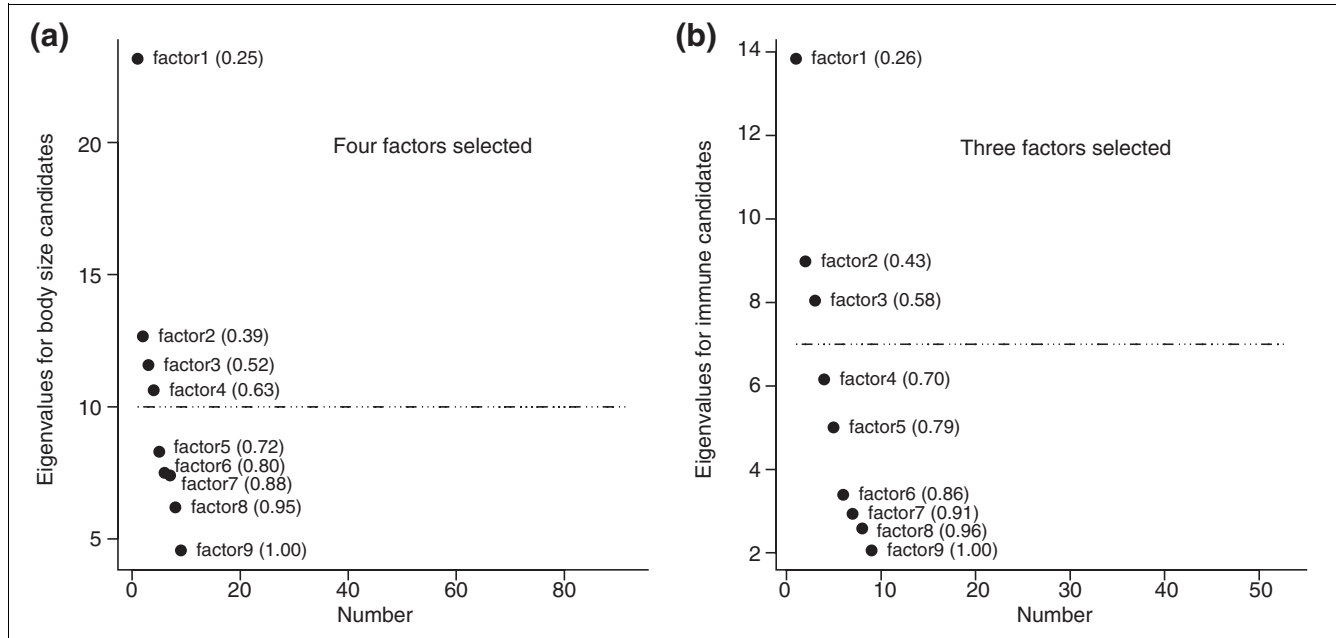 (a)
Eigenvalues for body size candidates
20
15
10
5
factor1 (0.25)
Four factors selected
factor2 (0.39)
factor3 (0.52)
factor4 (0.63)
factor5 (0.72)
factor6 (0.80)
factor7 (0.88)
factor8 (0.95)
factor9 (1.00)
0 20 40 60 80
Number
(b)
Eigenvalues for immune candidates
14
12
10
8
6
4
2
factor1 (0.26)
Three factors selected
factor2 (0.43)
factor3 (0.58)
factor4 (0.70)
factor5 (0.79)
factor6 (0.86)
factor7 (0.91)
factor8 (0.96)
factor9 (1.00)
0 10 20 30 40 50
Number